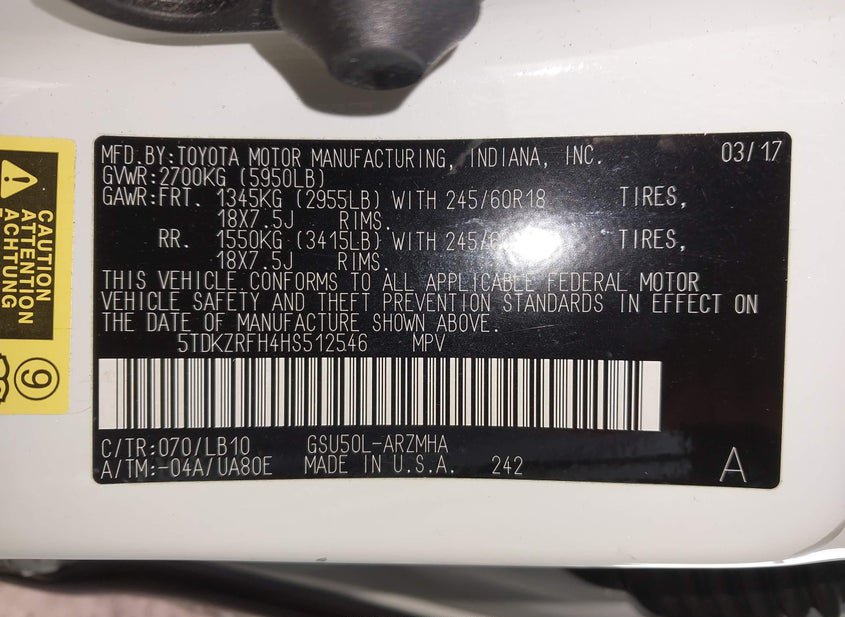 MFD.BY:TOYOTA MOTOR MANUFACTURING, INDIANA, INC. 03/17
GVWR:2700KG (5950LB)
GAWR:FRT. 1345KG (2955LB) WITH 245/60R18 TIRES,
18X7.5J RIMS.
RR. 1550KG (3415LB) WITH TIRES,
18X7.5J RIMS.
THIS VEHICLE CONFORMS TO ALL APPLICABLE FEDERAL MOTOR
VEHICLE SAFETY AND THEFT PREVENTION STANDARDS IN EFFECT ON
THE DATE OF MANUFACTURE SHOWN ABOVE.
5TDKZRFH4HS512546 MPV
C/TR:070/LB10 GSU50L-ARZMHA
A/TM:-04A/UA80E MADE IN U.S.A. 242 A
CAUTION
ATTENTION
ACHTUNG
9